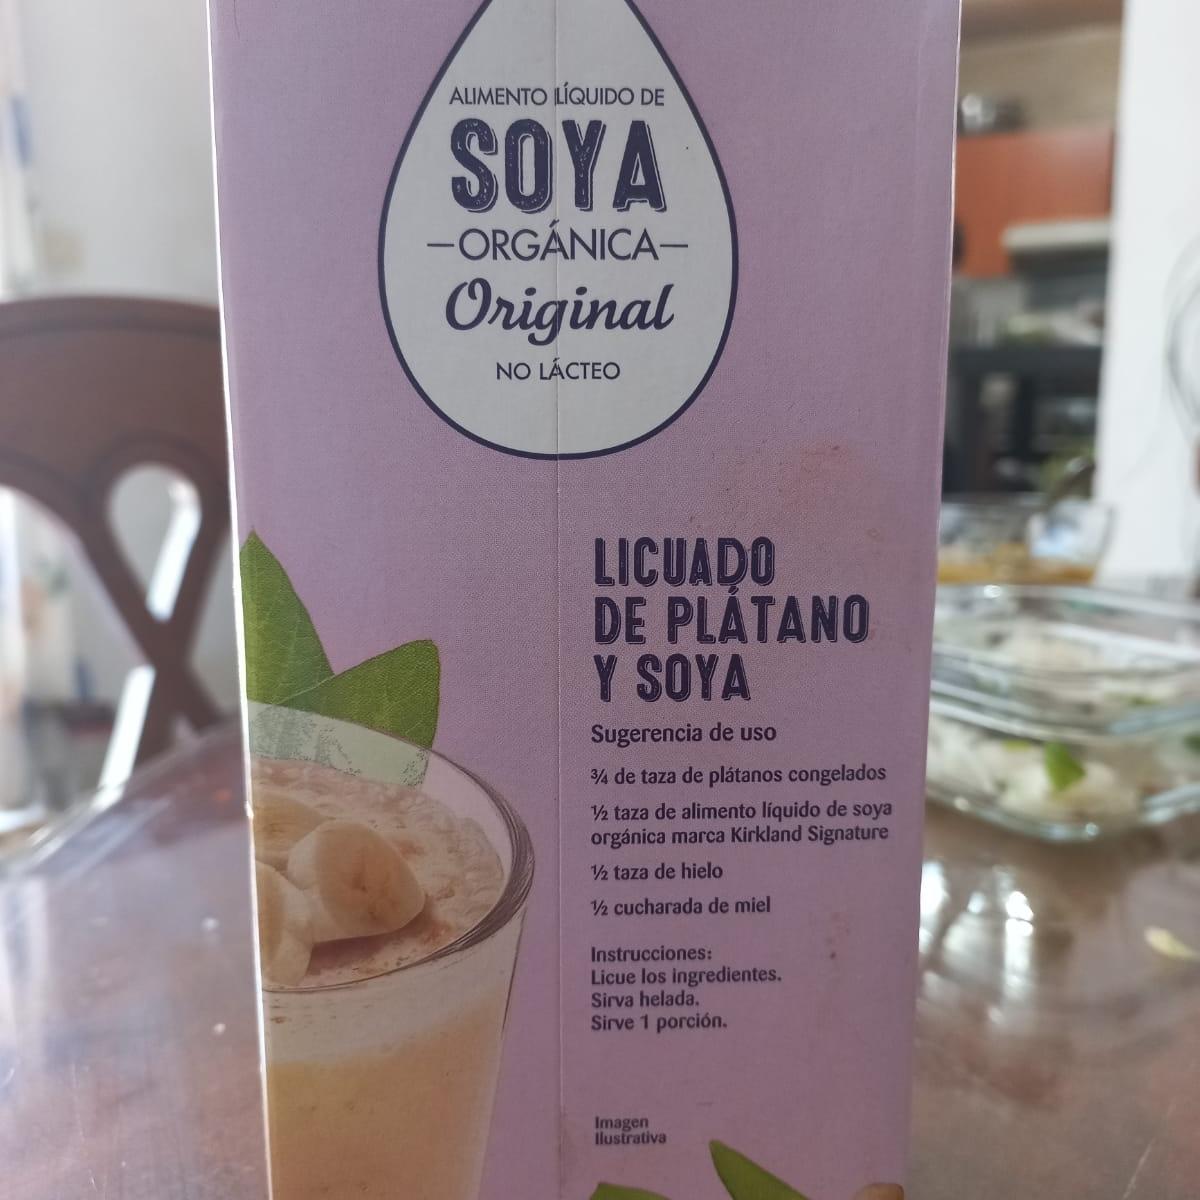 ALIMENTO LÍQUIDO DE
SOYA
ORGÁNICA
Original
NO LÁCTEO
LICUADO
DE PLÁTANO
Y SOYA
Sugerencia de uso
¾ de taza de plátanos congelados
½ taza de alimento líquido de soya
orgánica marca Kirkland Signature
½ taza de hielo
½ cucharada de miel
Instrucciones:
Licue los ingredientes.
Sirva helada.
Sirve 1 porción.
Imagen
Ilustrativa